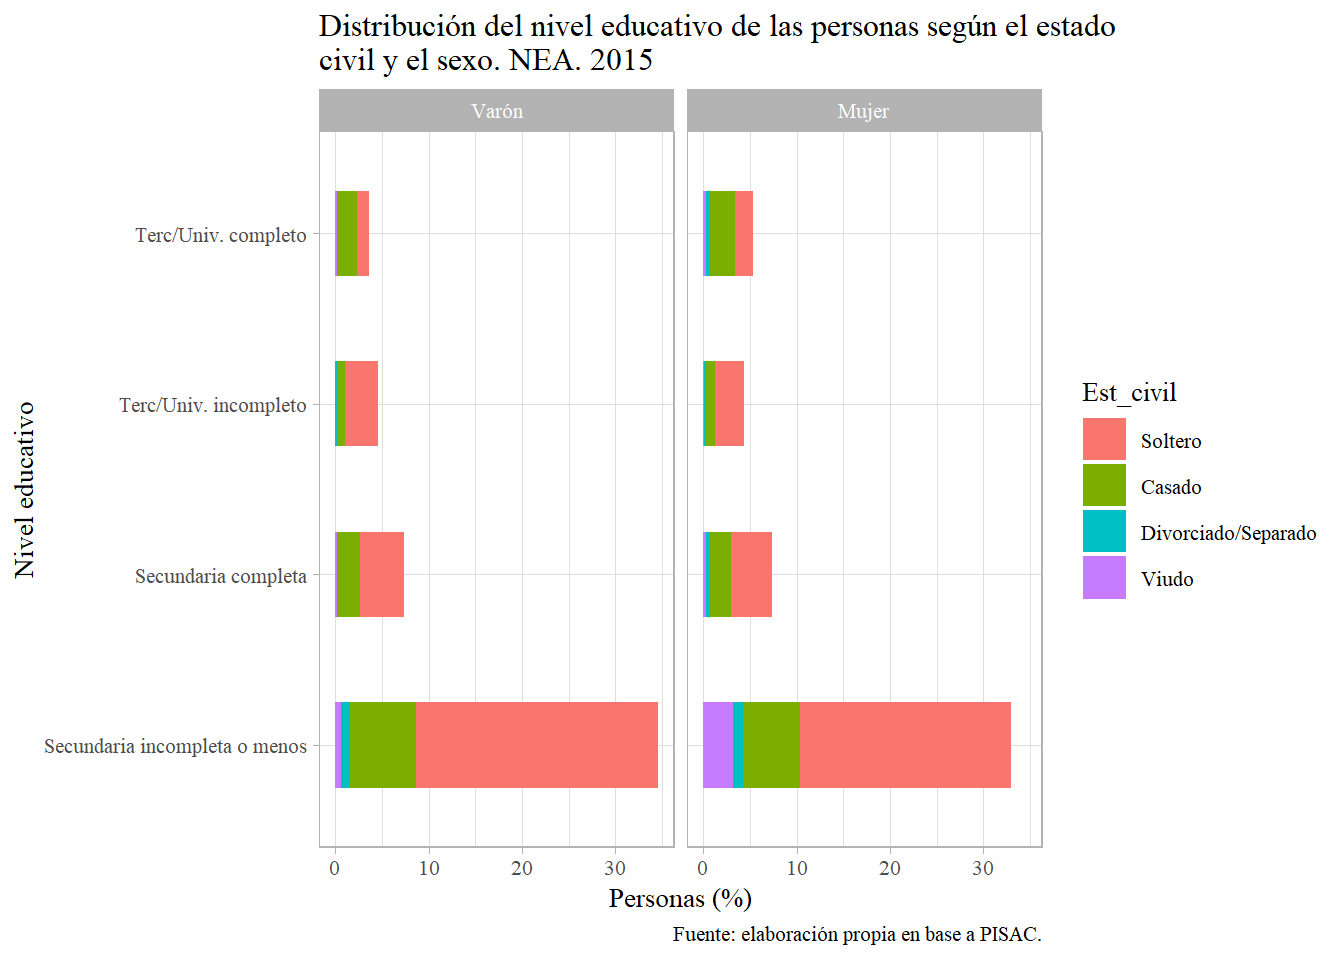 Distribución del nivel educativo de las personas según el estado
civil y el sexo. NEA. 2015
Varón
Mujer
Nivel educativo
Terc/Univ. completo
Terc/Univ. incompleto
Secundaria completa
Secundaria incompleta o menos
0 10 20 30
0 10 20 30
Personas (%)
Est_civil
Soltero
Casado
Divorciado/Separado
Viudo
Fuente: elaboración propia en base a PISAC.